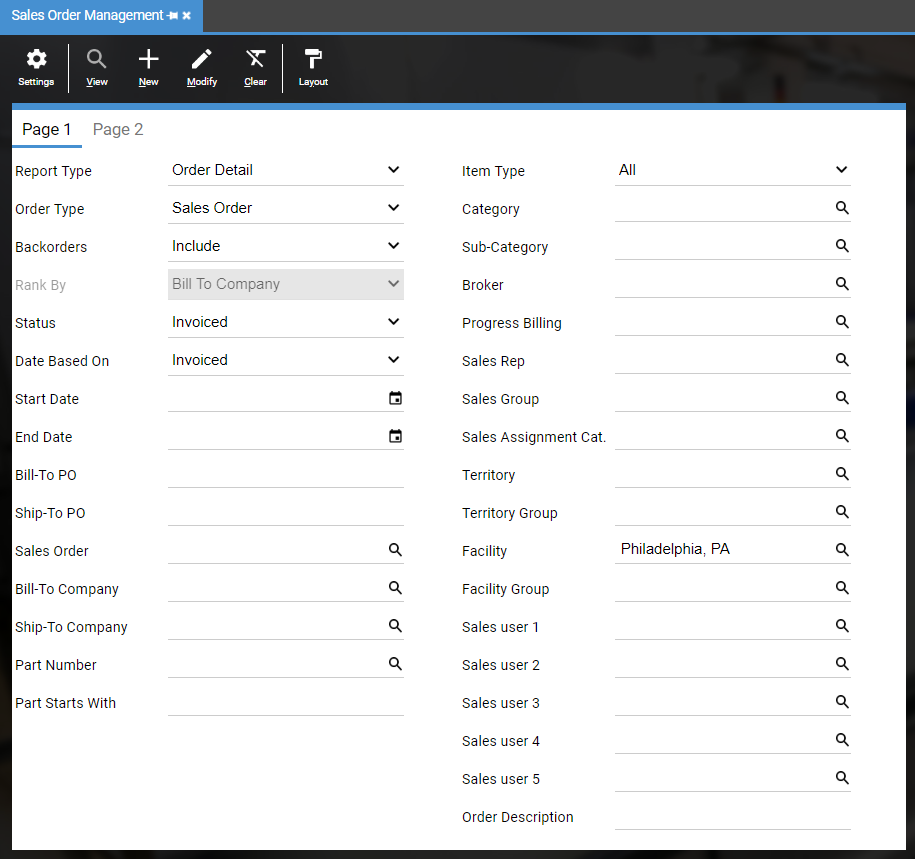 Sales Order Management
Settings
View
New
Modify
Clear
Layout
Page 1
Page 2
Report Type
Order Detail
Order Type
Sales Order
Backorders
Include
Rank By
Bill To Company
Status
Invoiced
Date Based On
Invoiced
Start Date
End Date
Bill-To PO
Ship-To PO
Sales Order
Bill-To Company
Ship-To Company
Part Number
Part Starts With
Item Type
All
Category
Sub-Category
Broker
Progress Billing
Sales Rep
Sales Group
Sales Assignment Cat.
Territory
Territory Group
Facility
Philadelphia, PA
Facility Group
Sales user 1
Sales user 2
Sales user 3
Sales user 4
Sales user 5
Order Description